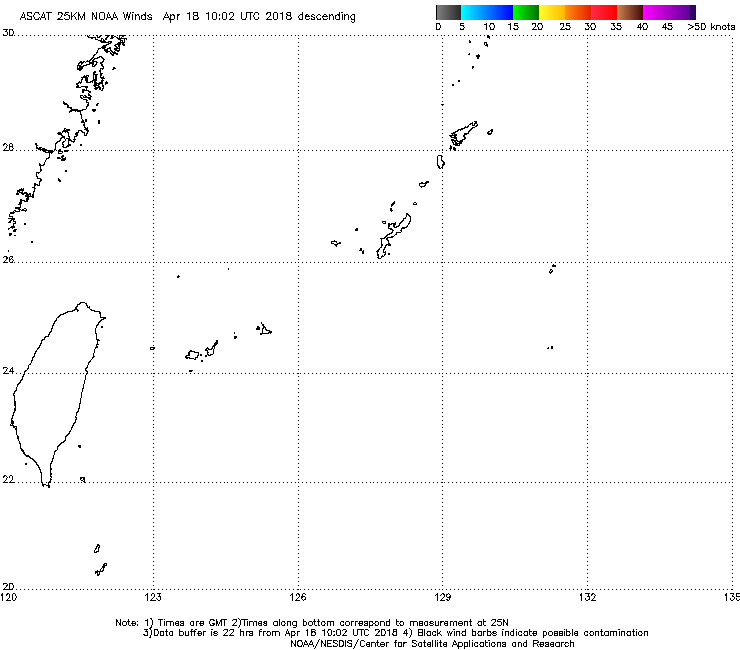 ASCAT 25KM NOAA Winds Apr 18 10:02 UTC 2018 descending
0 5 10 15 20 25 30 35 40 45 >50 knots
30
28
26
24
22
20
120 123 126 129 132 135
Note: 1) Times are GMT 2)Times along bottom correspond to measurement at 25N
3)Data buffer is 22 hrs from Apr 18 10:02 UTC 2018 4) Black wind barbs indicate possible contamination
NOAA/NESDIS/Center for Satellite Applications and Research